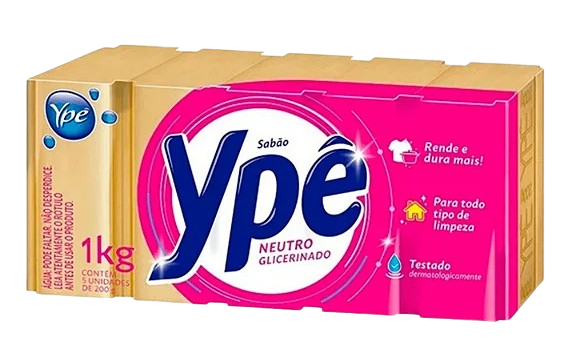 Ypê
ÁGUA: PODE FALTAR, NÃO DESPERDICE.
LEIA ATENTAMENTE O RÓTULO
ANTES DE USAR O PRODUTO.
1kg
CONTÉM
5 UNIDADES
DE 200 g
Sabão
Ypê
NEUTRO
GLICERINADO
Rende e
dura mais!
Para todo
tipo de
limpeza
Testado
dermatologicamente